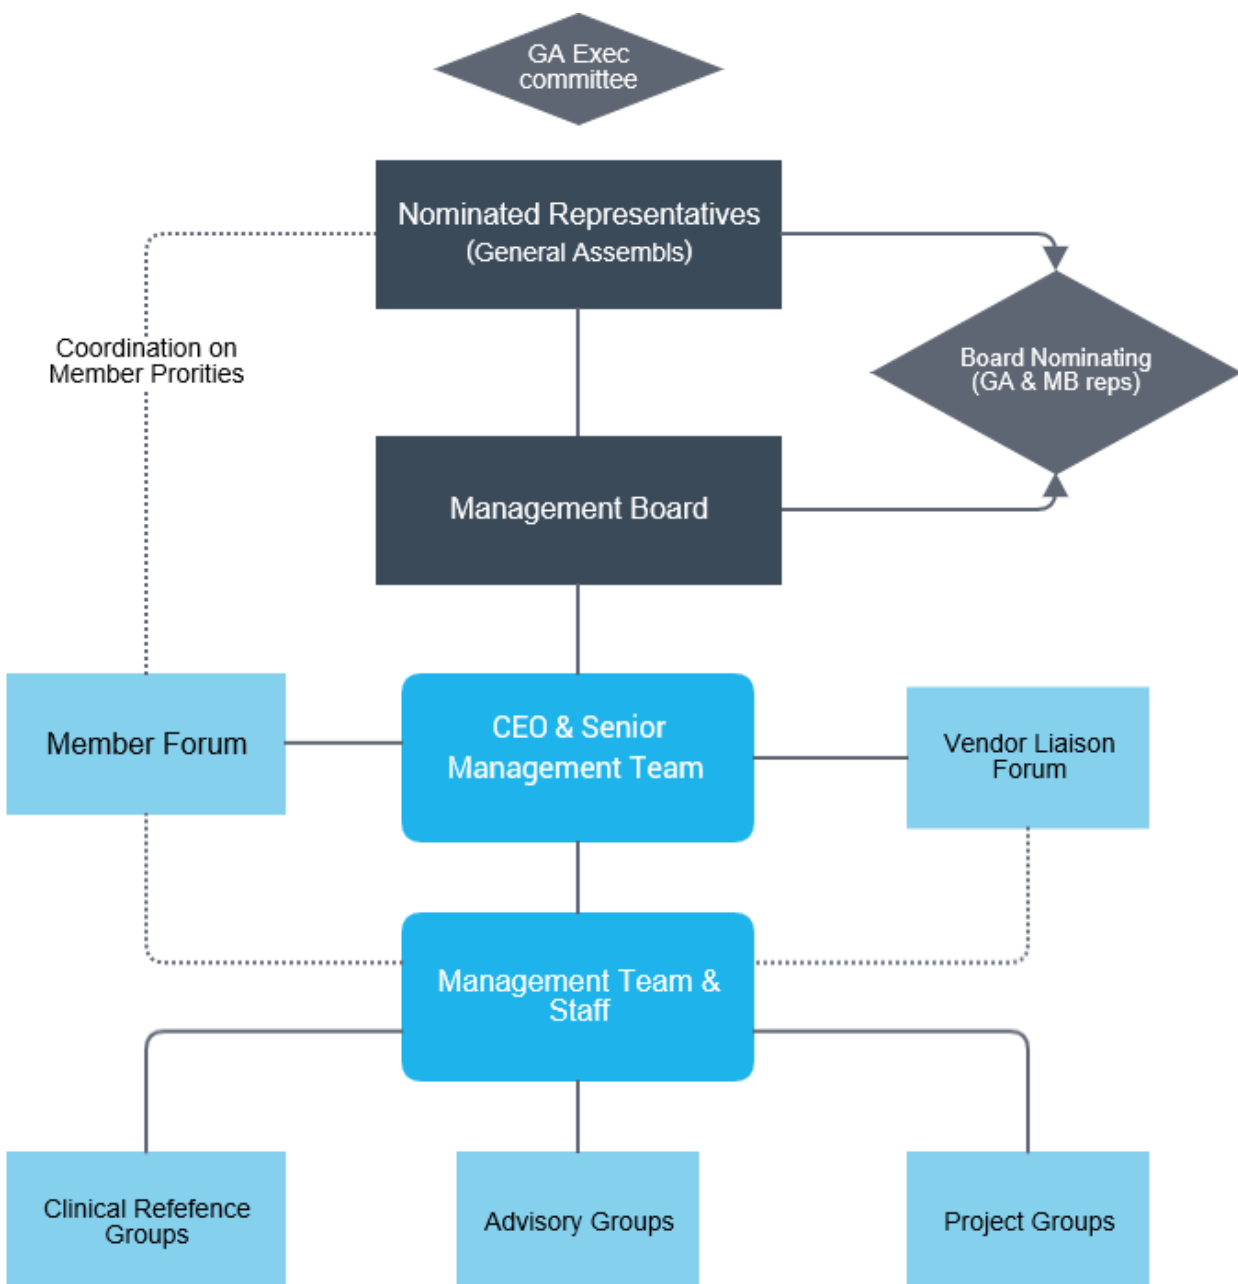 GA Exec
committee
Nominated Representatives
(General Assembls)
Coordination on
Member Prorities
Board Nominating
(GA & MB reps)
Management Board
Member Forum
CEO & Senior
Management Team
Vendor Liaison
Forum
Management Team &
Staff
Clinical Refefence
Groups
Advisory Groups
Project Groups